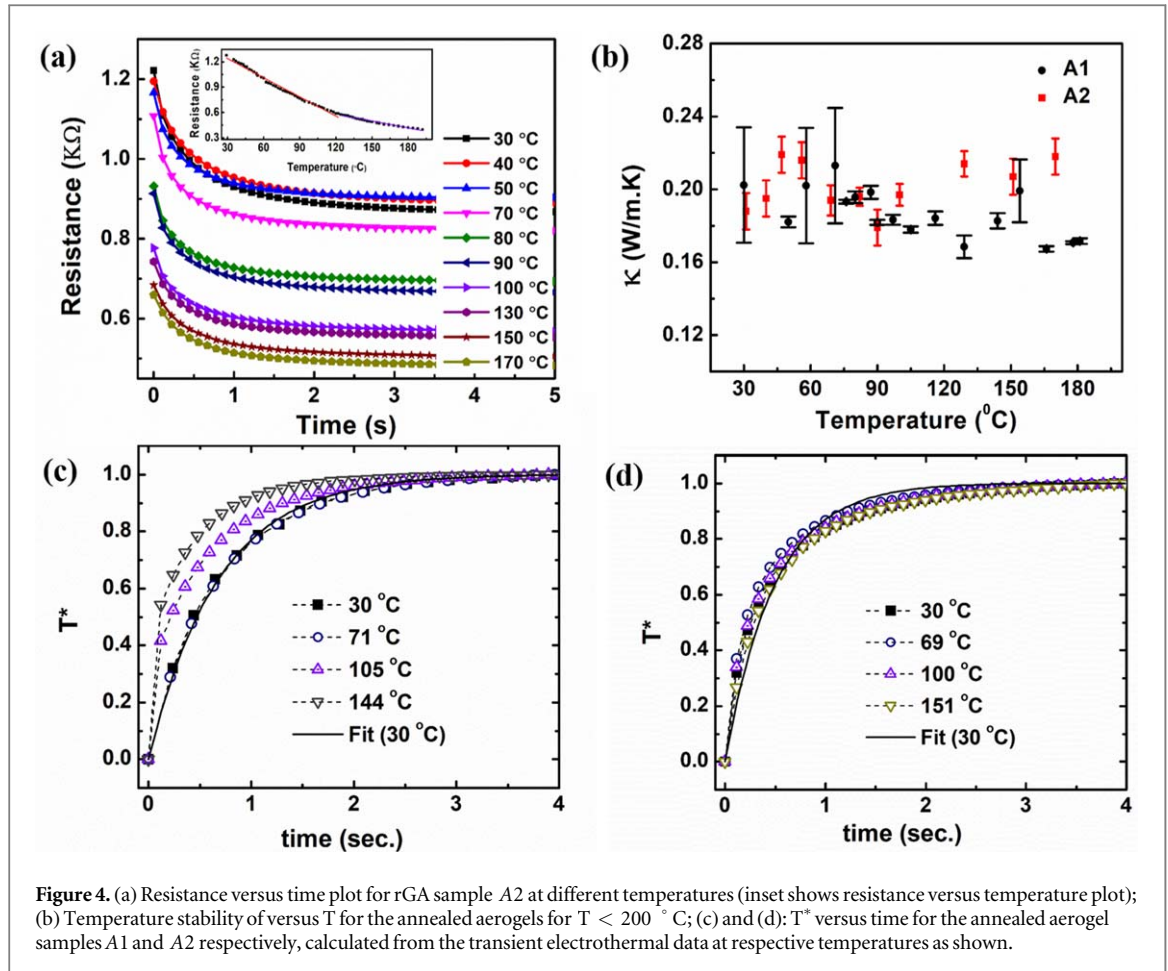 (a)
1.2
1.0
0.8
0.6
Resistance (KΩ)
0 1 2 3 4 5
Time (s)
Resistance (KΩ)
1.2
0.9
0.6
0.3
30 60 90 120 150 180
Temperature (°C)
30 °C
40 °C
50 °C
70 °C
80 °C
90 °C
100 °C
130 °C
150 °C
170 °C
(b)
0.28
0.24
0.20
0.16
0.12
K (W/m.K)
A1
A2
30 60 90 120 150 180
Temperature (⁰C)
(c)
1.0
0.8
0.6
0.4
0.2
0.0
T*
30 °C
71 °C
105 °C
144 °C
Fit (30 °C)
0 1 2 3 4
time (sec.)
(d)
1.0
0.8
0.6
0.4
0.2
0.0
T*
30 °C
69 °C
100 °C
151 °C
Fit (30 °C)
0 1 2 3 4
time (sec.)
Figure 4. (a) Resistance versus time plot for rGA sample A2 at different temperatures (inset shows resistance versus temperature plot);
(b) Temperature stability of versus T for the annealed aerogels for T < 200 ° C; (c) and (d): T* versus time for the annealed aerogel
samples A1 and A2 respectively, calculated from the transient electrothermal data at respective temperatures as shown.